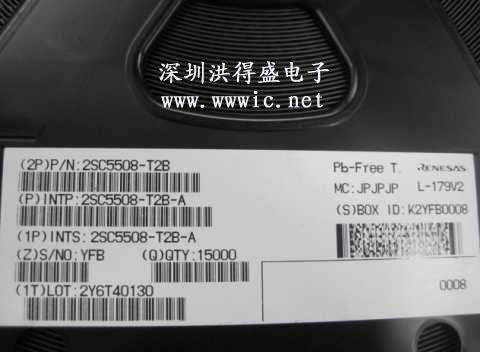 深圳洪得盛电子
www.wwwic.net
(2P)P/N:2SC5508-T2B
Pb-Free T. RENESAS
MC:JPJPJP L-179V2
(P)INTP:2SC5508-T2B-A
(S)BOX ID:K2YFB0008
(1P)INTS:2SC5508-T2B-A
(Z)S/NO:YFB (Q)QTY:15000
(1T)LOT:2Y6T40130
0008